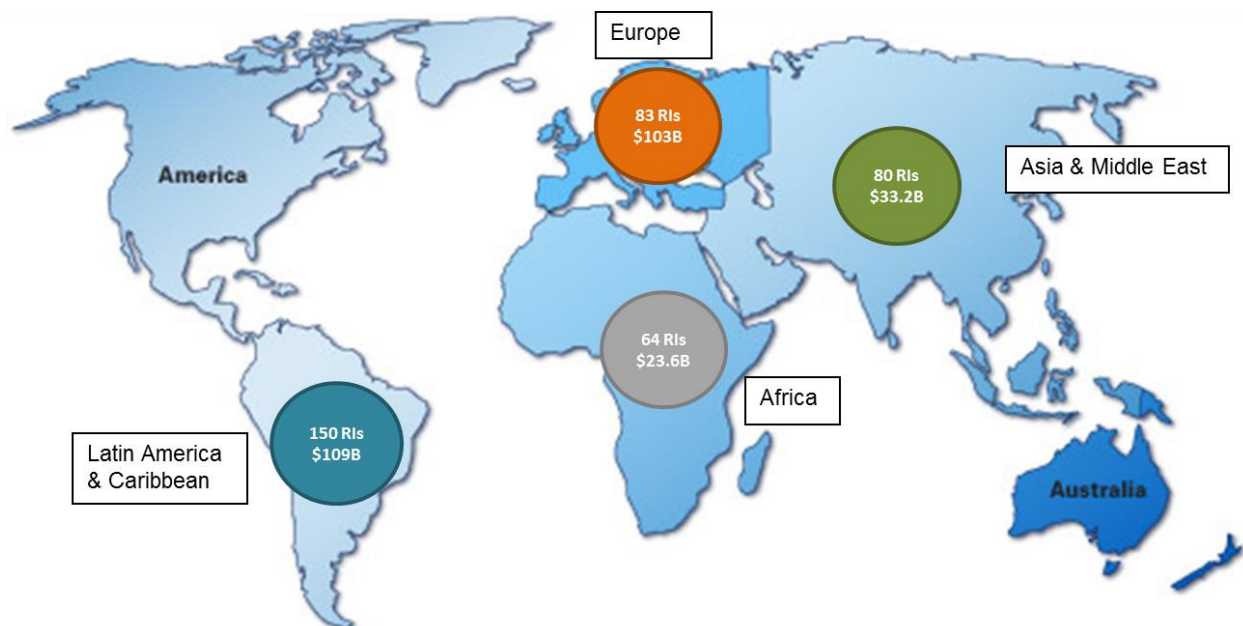 Europe
83 RIs
$103B
America
80 RIs
$33.2B
Asia & Middle East
64 RIs
$23.6B
Africa
150 RIs
$109B
Latin America
& Caribbean
Australia